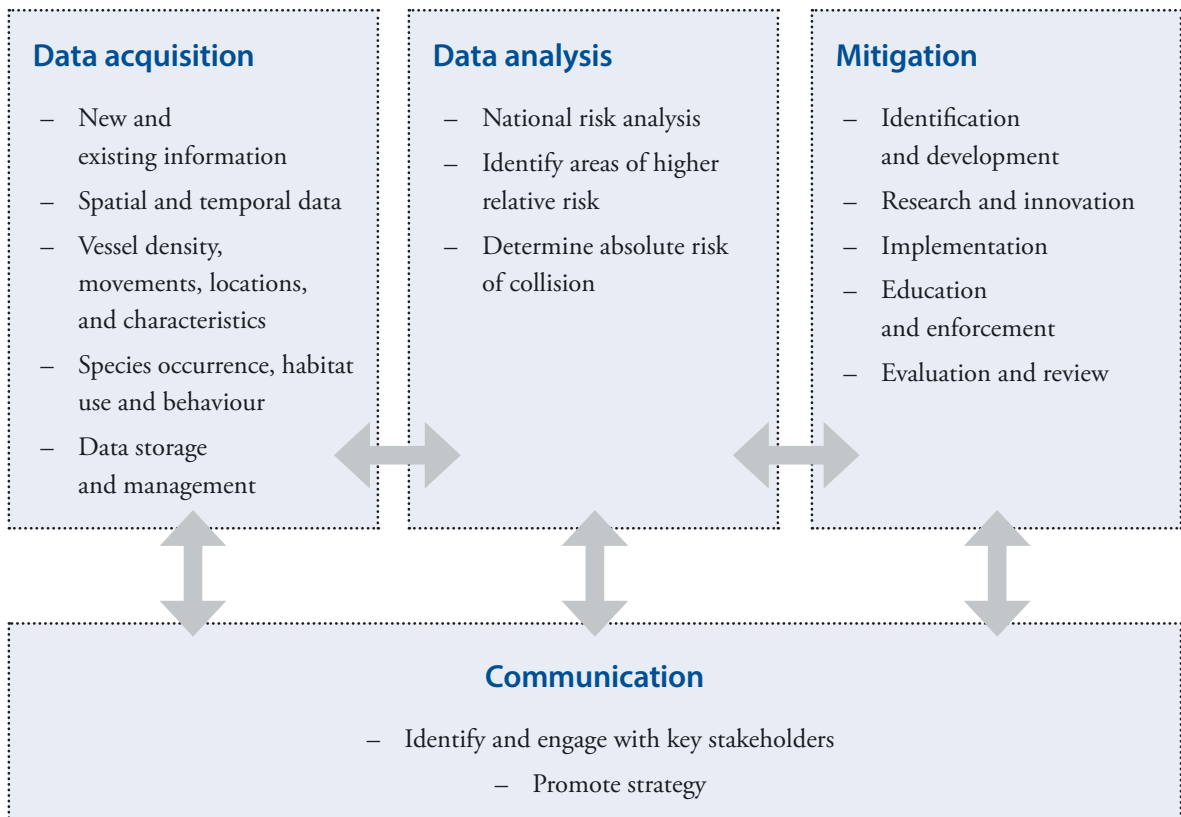 Data acquisition
– New and
existing information
– Spatial and temporal data
– Vessel density,
movements, locations,
and characteristics
– Species occurrence, habitat
use and behaviour
– Data storage
and management
Data analysis
– National risk analysis
– Identify areas of higher
relative risk
– Determine absolute risk
of collision
Mitigation
– Identification
and development
– Research and innovation
– Implementation
– Education
and enforcement
– Evaluation and review
Communication
– Identify and engage with key stakeholders
– Promote strategy